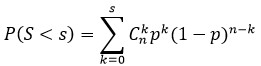 $$P(S < s) = \sum_{k=0}^{s} C_n^k p^k (1-p)^{n-k}$$